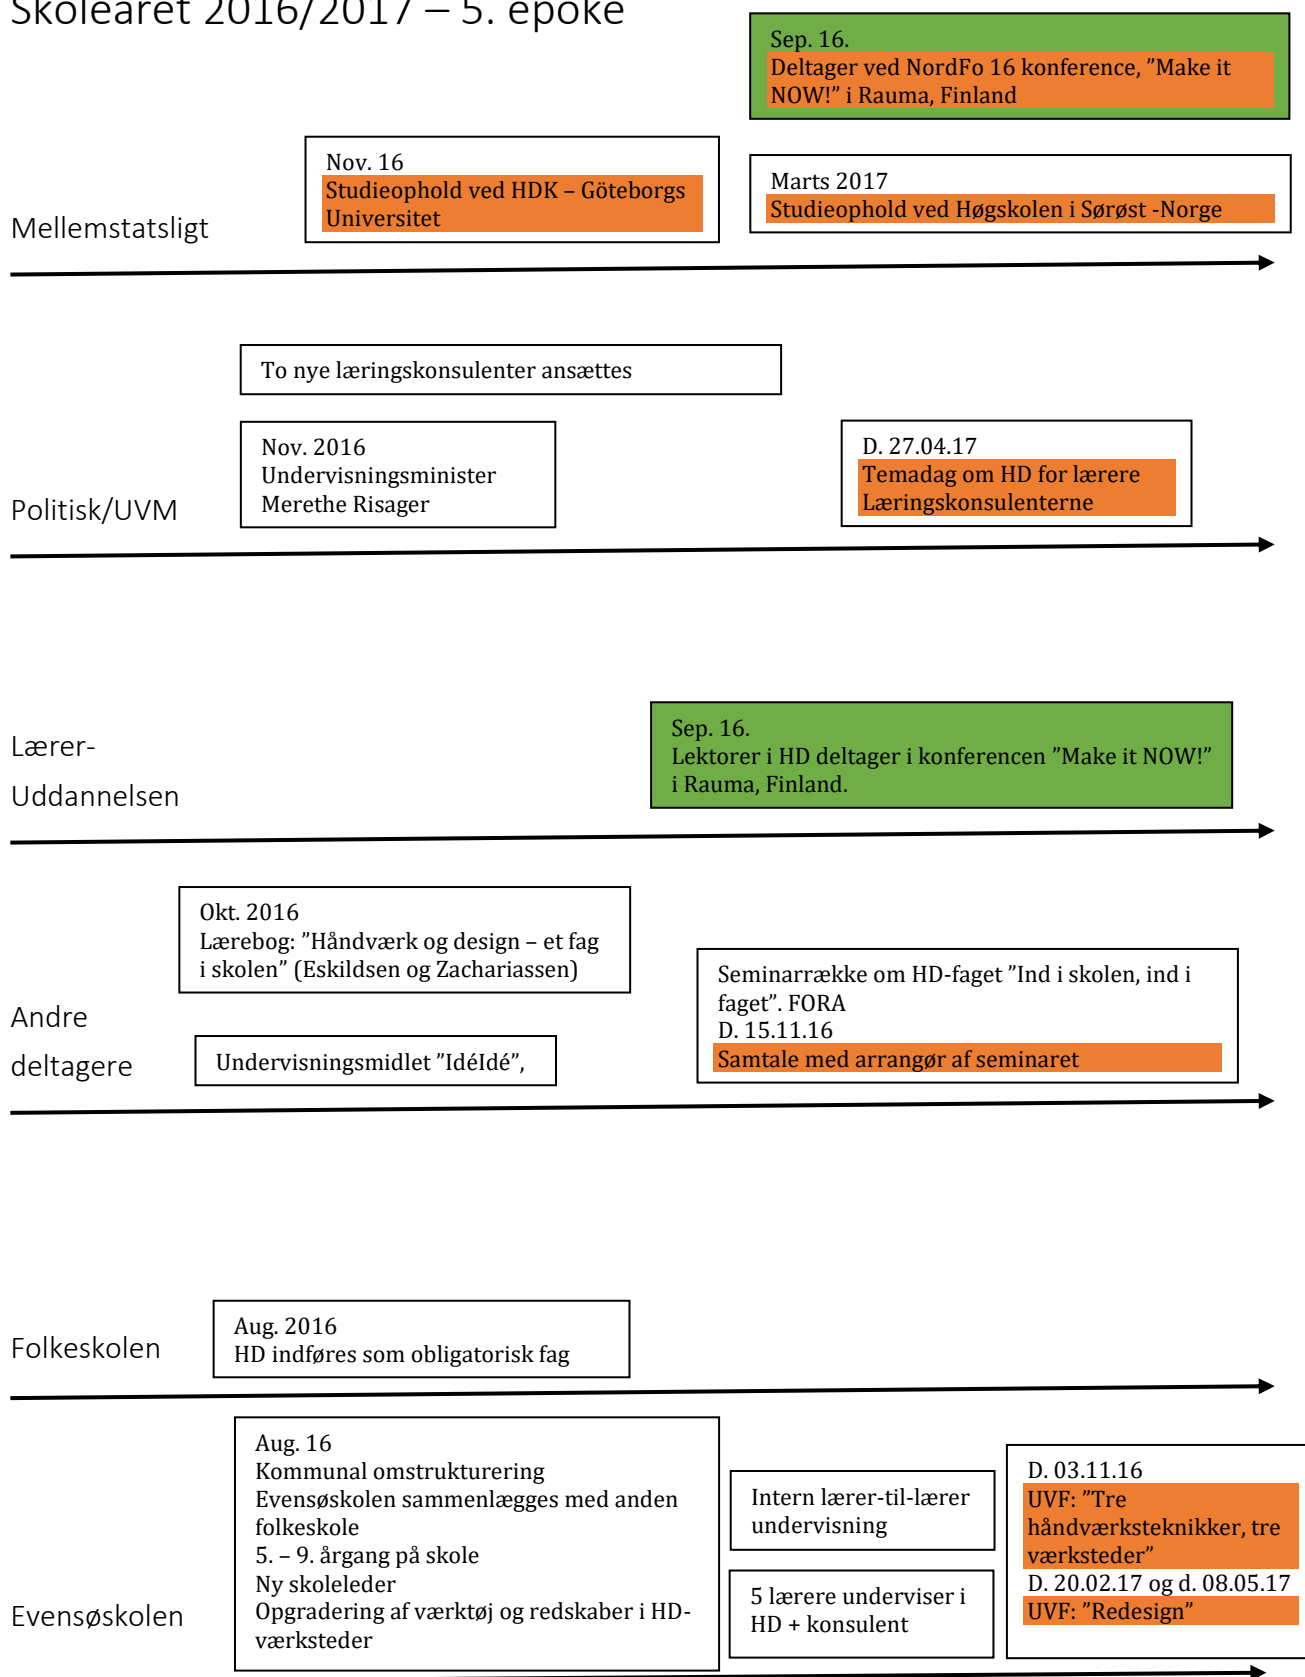 Skoleåret 2016/2017 – 5. epoke
Sep. 16.
Deltager ved NordFo 16 konference, ”Make it
NOW!” i Rauma, Finland
Nov. 16
Studieophold ved HDK – Göteborgs
Universitet
Marts 2017
Studieophold ved Høgskolen i Sørøst -Norge
Mellemstatsligt
To nye læringskonsulenter ansættes
Nov. 2016
Undervisningsminister
Merethe Risager
D. 27.04.17
Temadag om HD for lærere
Læringskonsulenterne
Politisk/UVM
Sep. 16.
Lektorer i HD deltager i konferencen ”Make it NOW!”
i Rauma, Finland.
Lærer-
Uddannelsen
Okt. 2016
Lærebog: ”Håndværk og design – et fag
i skolen” (Eskildsen og Zachariassen)
Seminarrække om HD-faget ”Ind i skolen, ind i
faget”. FORA
D. 15.11.16
Samtale med arrangør af seminaret
Andre
deltagere
Undervisningsmidlet ”IdéIdé”,
Aug. 2016
HD indføres som obligatorisk fag
Folkeskolen
Aug. 16
Kommunal omstrukturering
Evensøskolen sammenlægges med anden
folkeskole
5. – 9. årgang på skole
Ny skoleleder
Opgradering af værktøj og redskaber i HD-
værksteder
Intern lærer-til-lærer
undervisning
5 lærere underviser i
HD + konsulent
D. 03.11.16
UVF: ”Tre
håndværksteknikker, tre
værksteder”
D. 20.02.17 og d. 08.05.17
UVF: ”Redesign”
Evensøskolen